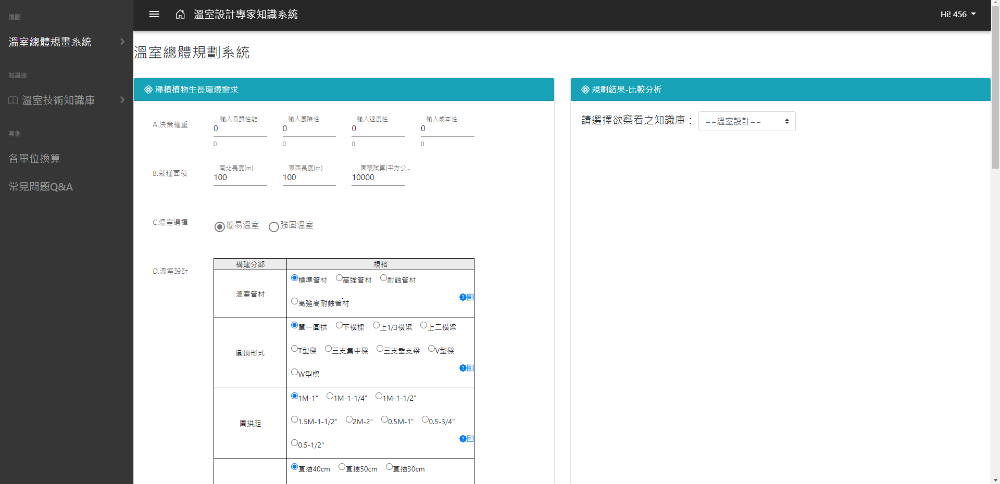 規劃
溫室總體規畫系統
知識庫
溫室技術知識庫
其他
各單位換算
常見問題Q&A
溫室設計專家知識系統
Hi! 456
溫室總體規劃系統
種植植物生長環境需求
A.決策權重
輸入品質性能 輸入風險性 輸入速度性 輸入成本性
0 0 0 0
0 0 0 0
B.栽種面積
南北長度(m) 東西長度(m) 面積試算(平方公...
100 100 10000
C.溫室選擇
簡易溫室 強固溫室
D.溫室設計
構建分部 規格
溫室管材
標準管材 高強管材 耐蝕管材
高強高耐蝕管材
圓頂形式
單一圓拱 下橫樑 上1/3橫梁 上二橫梁
T型樑 三支集中樑 三支垂支梁 V型樑
W型樑
圓拱距
1M-1" 1M-1-1/4" 1M-1-1/2"
1.5M-1-1/2" 2M-2" 0.5M-1" 0.5-3/4"
0.5-1/2"
直插40cm 直插50cm 直插30cm
規劃結果-比較分析
請選擇欲察看之知識庫： ==溫室設計==